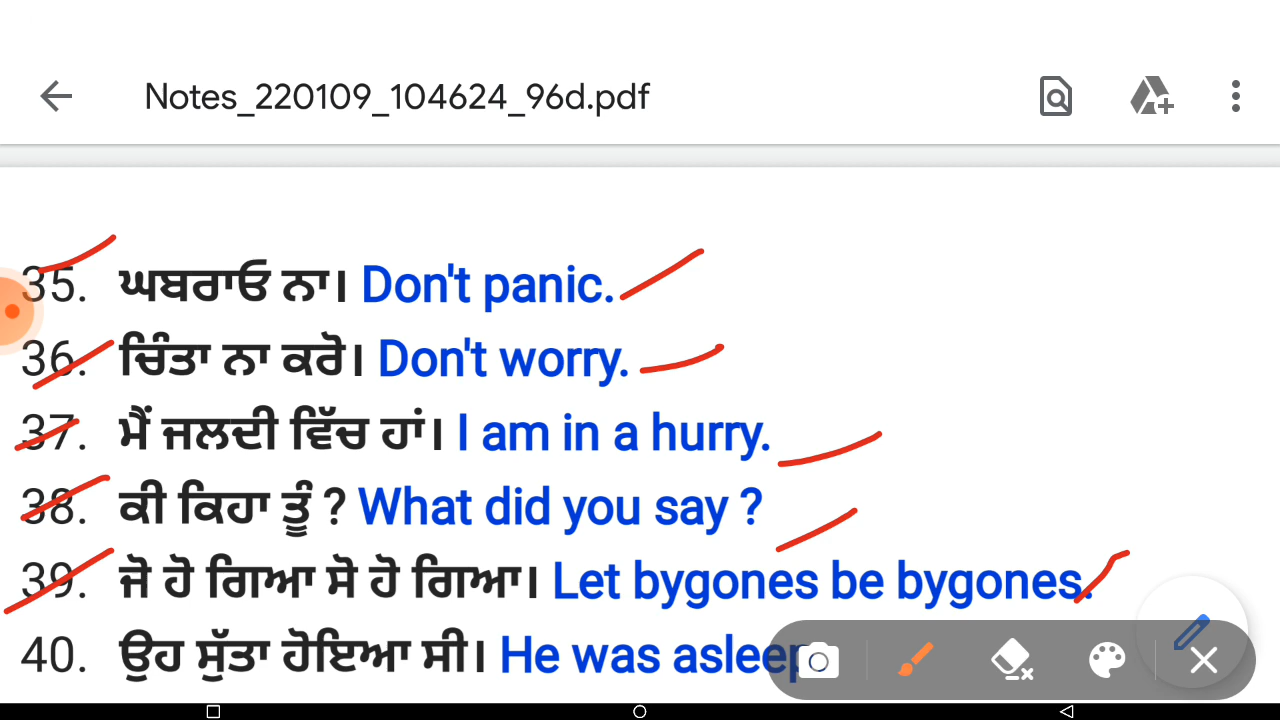 Notes_220109_104624_96d.pdf
35. ਘਬਰਾਓ ਨਾ। Don't panic.
36. ਚਿੰਤਾ ਨਾ ਕਰੋ। Don't worry.
37. ਮੈਂ ਜਲਦੀ ਵਿੱਚ ਹਾਂ। I am in a hurry.
38. ਕੀ ਕਿਹਾ ਤੂੰ ? What did you say ?
39. ਜੋ ਹੋ ਗਿਆ ਸੋ ਹੋ ਗਿਆ। Let bygones be bygones.
40. ਉਹ ਸੁੱਤਾ ਹੋਇਆ ਸੀ। He was asleep